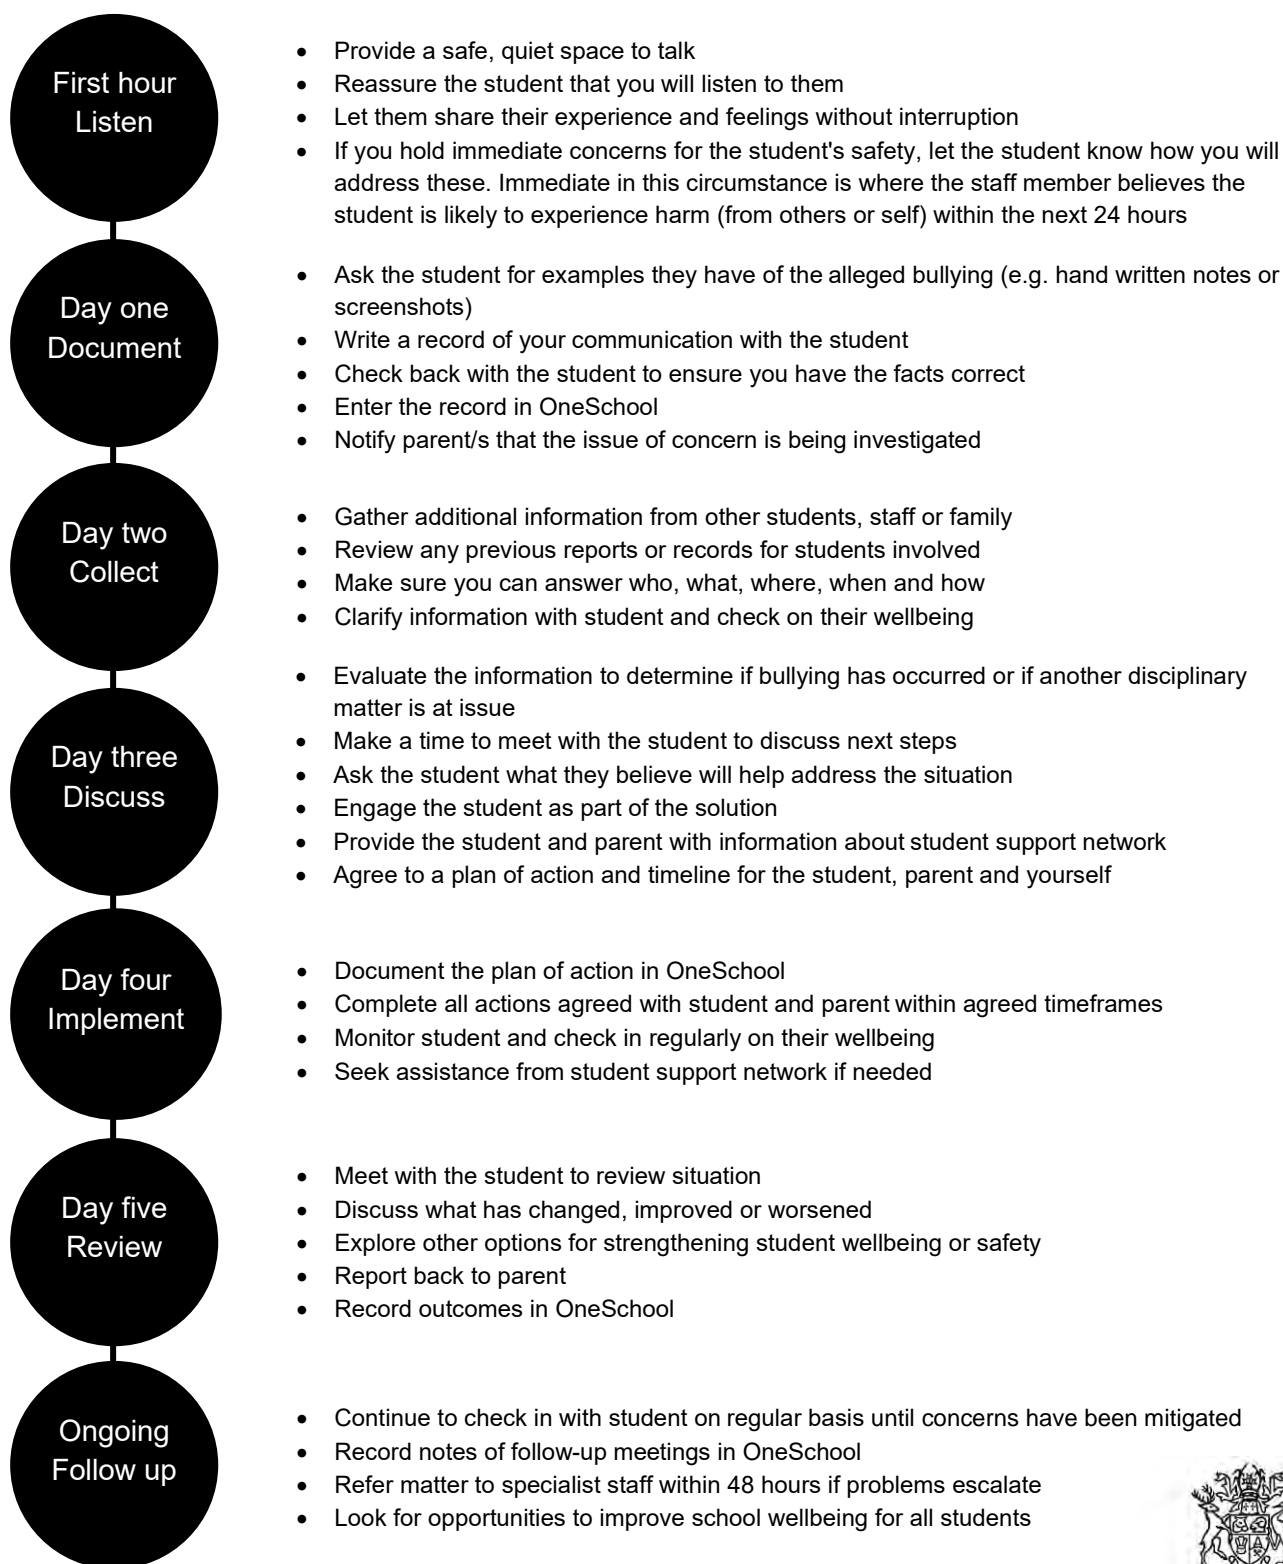 First hour
Listen
• Provide a safe, quiet space to talk
• Reassure the student that you will listen to them
• Let them share their experience and feelings without interruption
• If you hold immediate concerns for the student's safety, let the student know how you will
address these. Immediate in this circumstance is where the staff member believes the
student is likely to experience harm (from others or self) within the next 24 hours
Day one
Document
• Ask the student for examples they have of the alleged bullying (e.g. hand written notes or
screenshots)
• Write a record of your communication with the student
• Check back with the student to ensure you have the facts correct
• Enter the record in OneSchool
• Notify parent/s that the issue of concern is being investigated
Day two
Collect
• Gather additional information from other students, staff or family
• Review any previous reports or records for students involved
• Make sure you can answer who, what, where, when and how
• Clarify information with student and check on their wellbeing
Day three
Discuss
• Evaluate the information to determine if bullying has occurred or if another disciplinary
matter is at issue
• Make a time to meet with the student to discuss next steps
• Ask the student what they believe will help address the situation
• Engage the student as part of the solution
• Provide the student and parent with information about student support network
• Agree to a plan of action and timeline for the student, parent and yourself
Day four
Implement
• Document the plan of action in OneSchool
• Complete all actions agreed with student and parent within agreed timeframes
• Monitor student and check in regularly on their wellbeing
• Seek assistance from student support network if needed
Day five
Review
• Meet with the student to review situation
• Discuss what has changed, improved or worsened
• Explore other options for strengthening student wellbeing or safety
• Report back to parent
• Record outcomes in OneSchool
Ongoing
Follow up
• Continue to check in with student on regular basis until concerns have been mitigated
• Record notes of follow-up meetings in OneSchool
• Refer matter to specialist staff within 48 hours if problems escalate
• Look for opportunities to improve school wellbeing for all students